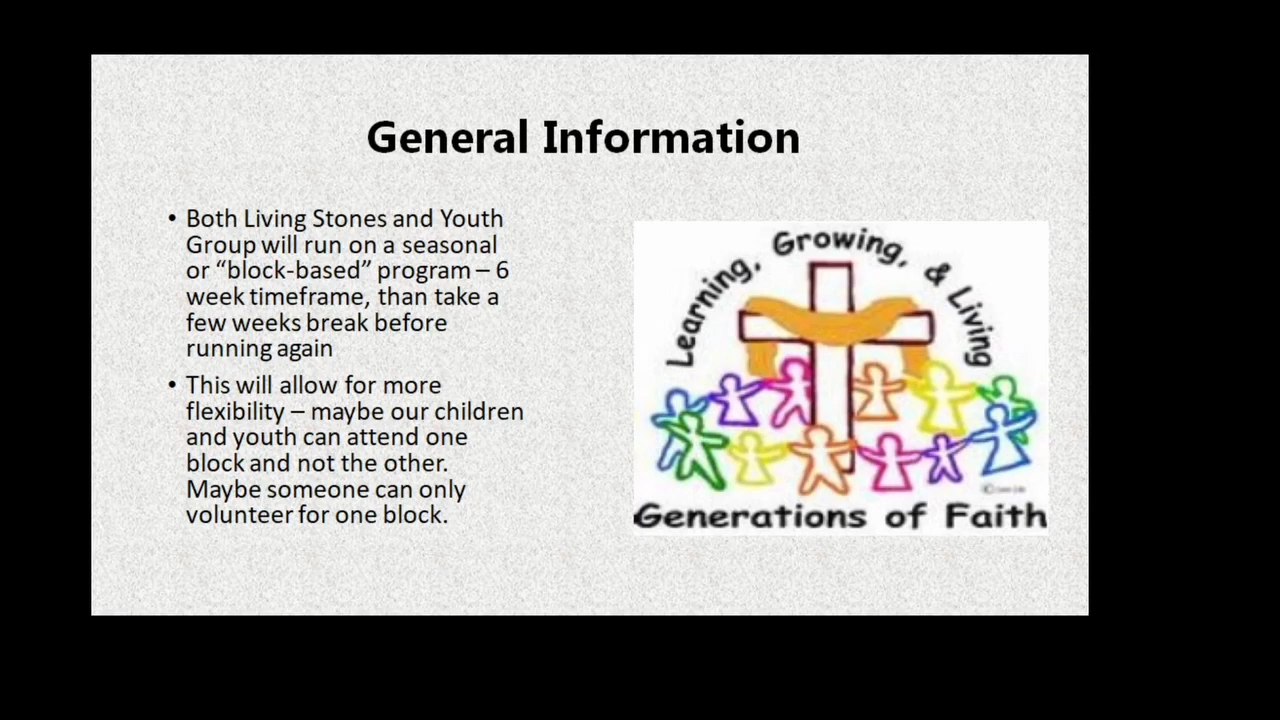 General Information
• Both Living Stones and Youth
Group will run on a seasonal
or “block-based” program – 6
week timeframe, than take a
few weeks break before
running again
• This will allow for more
flexibility – maybe our children
and youth can attend one
block and not the other.
Maybe someone can only
volunteer for one block.
Learning, Growing, & Living
Generations of Faith